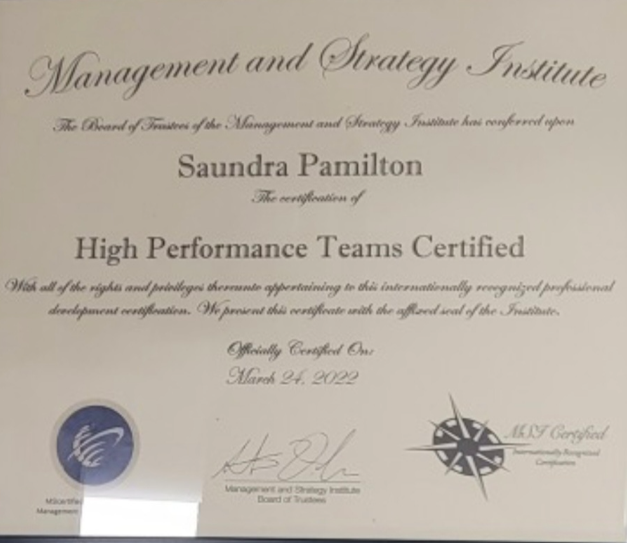 Management and Strategy Institute
The Board of Trustees of the Management and Strategy Institute has conferred upon
Saundra Pamilton
The certification of
High Performance Teams Certified
With all of the rights and privileges thereunto appertaining to this internationally recognized professional
development certification. We present this certificate with the affixed seal of the Institute.
Officially Certified On:
March 24, 2022
MSI Certified
Internationally Recognized
Certification
Management and Strategy Institute
Board of Trustees
MSIcertified
Management